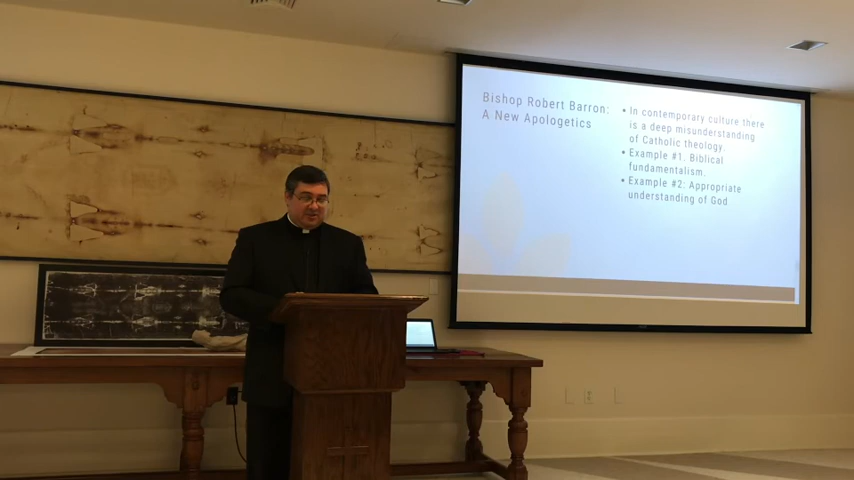 Bishop Robert Barron:
A New Apologetics
• In contemporary culture there
is a deep misunderstanding
of Catholic theology.
• Example #1. Biblical
fundamentalism.
• Example #2: Appropriate
understanding of God